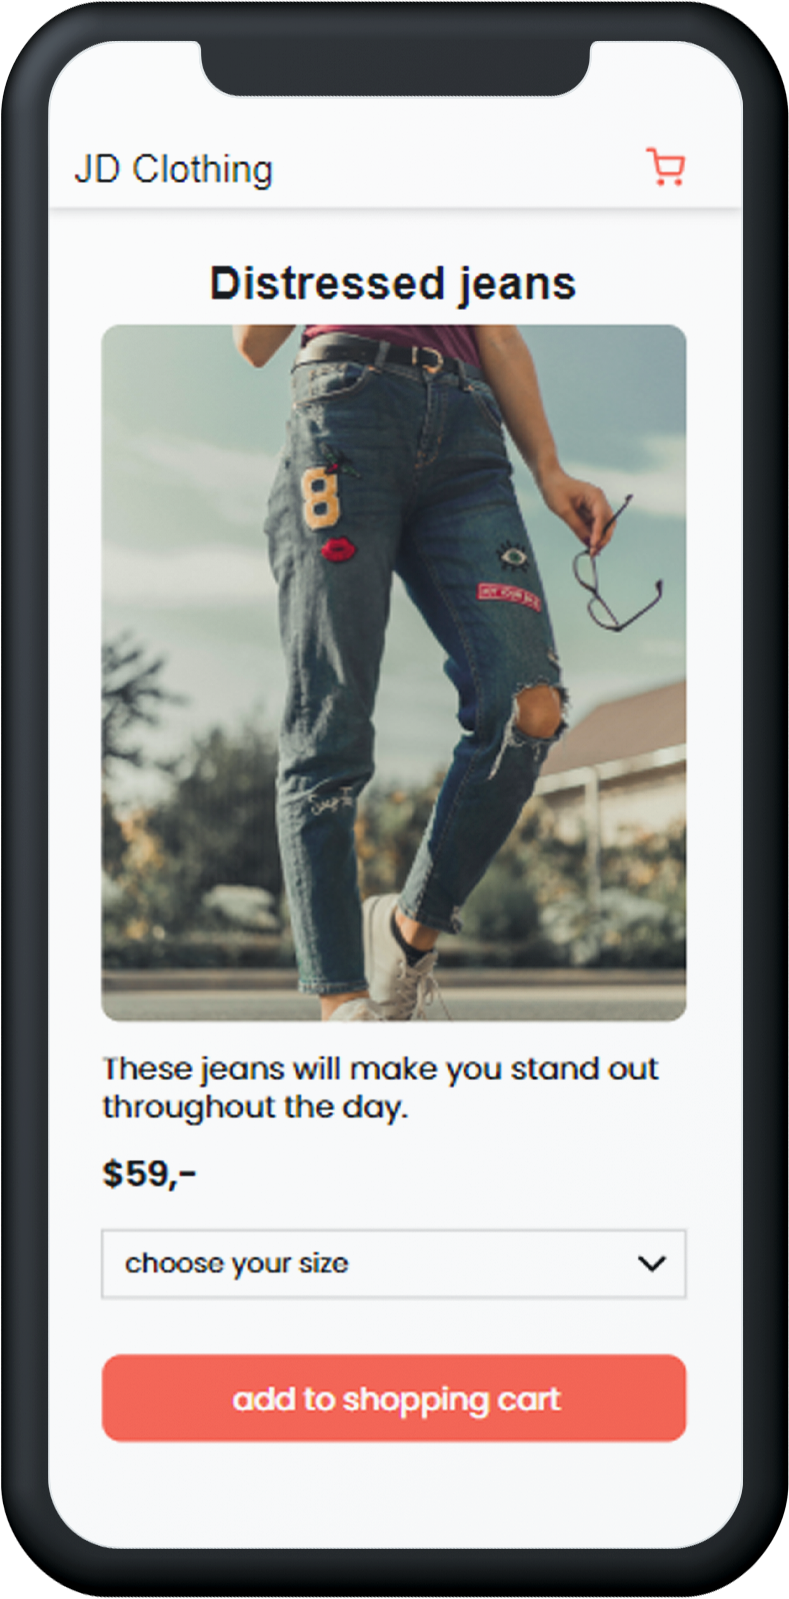 JD Clothing
Distressed jeans
8
These jeans will make you stand out
throughout the day.
$59,-
choose your size
add to shopping cart